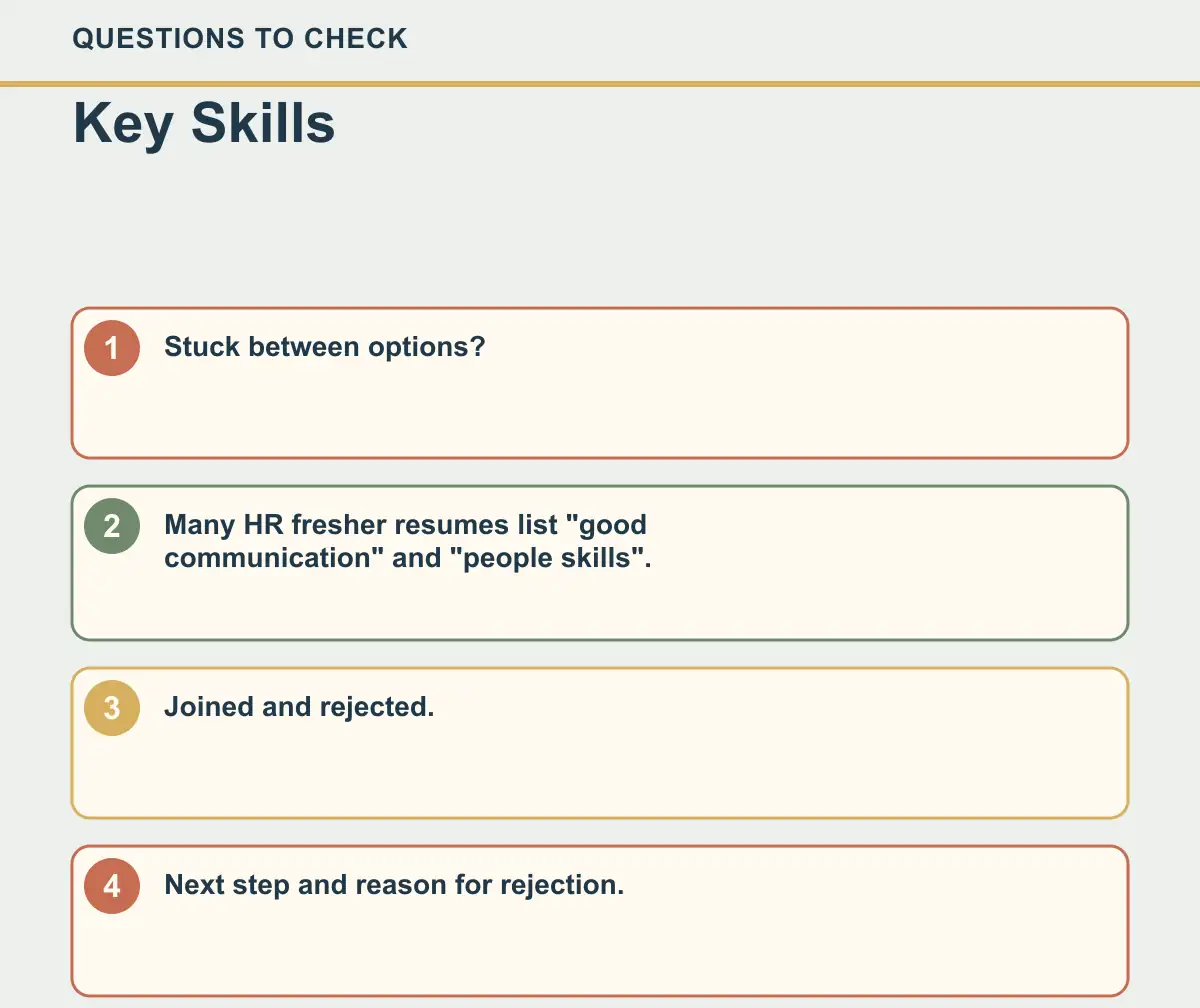 QUESTIONS TO CHECK
Key Skills
1 Stuck between options?
2 Many HR fresher resumes list "good
communication" and "people skills".
3 Joined and rejected.
4 Next step and reason for rejection.